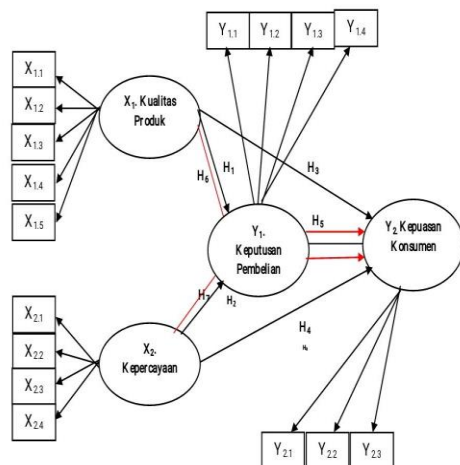 Y1.1
Y1.2
Y1.3
Y1.4
X1.1
X1.2
X1.3
X1.4
X1.5
X1- Kualitas
Produk
H1
H6
H3
Y1-
Keputusan
Pembelian
H5
Y2. Kepuasan
Konsumen
H7
H2
H4
X2.1
X2.2
X2.3
X2.4
X2-
Kepercayaan
Y2.1
Y2.2
Y2.3